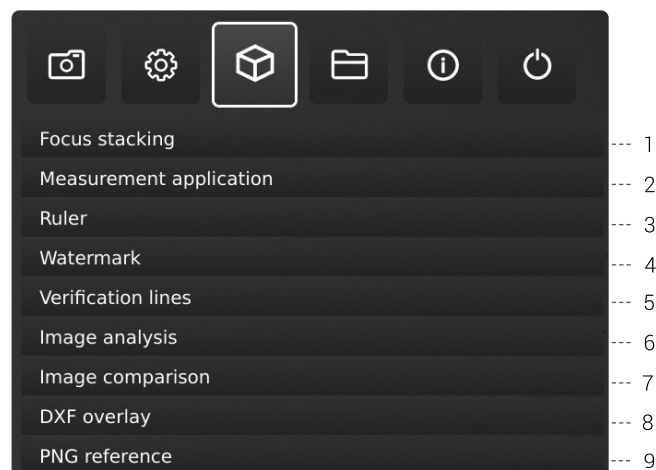 Focus stacking --- 1
Measurement application --- 2
Ruler --- 3
Watermark --- 4
Verification lines --- 5
Image analysis --- 6
Image comparison --- 7
DXF overlay --- 8
PNG reference --- 9